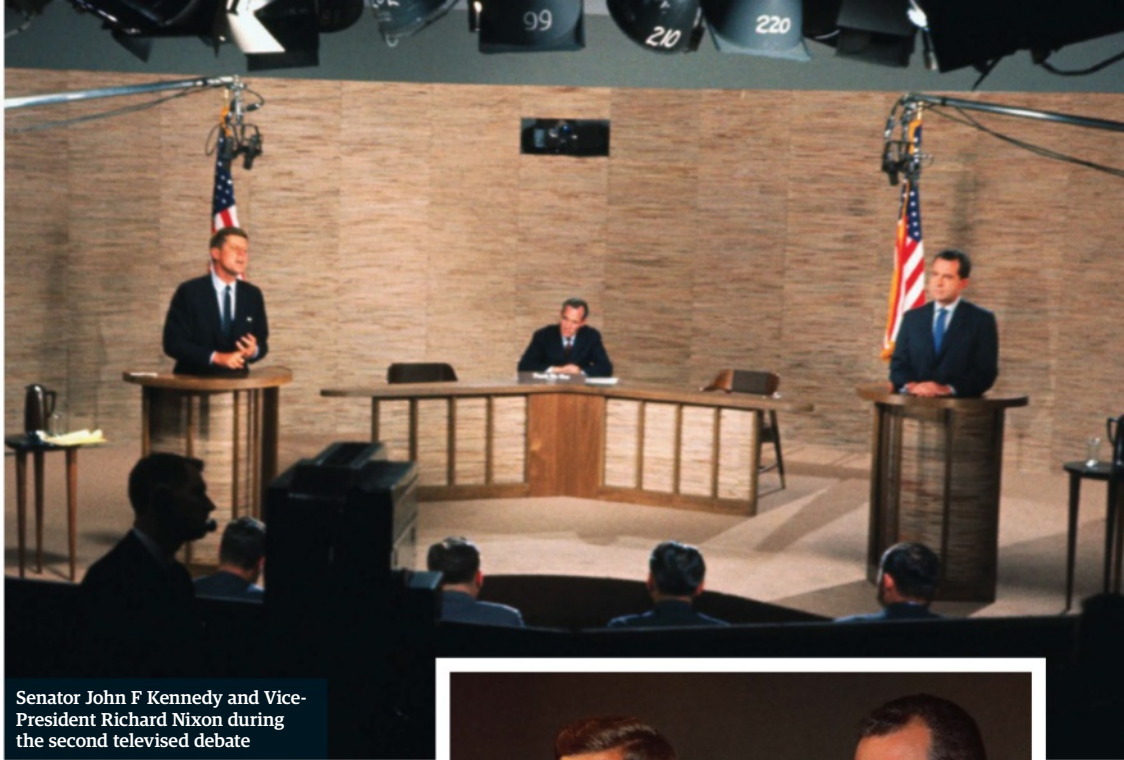 99
210
220
Senator John F Kennedy and Vice-
President Richard Nixon during
the second televised debate